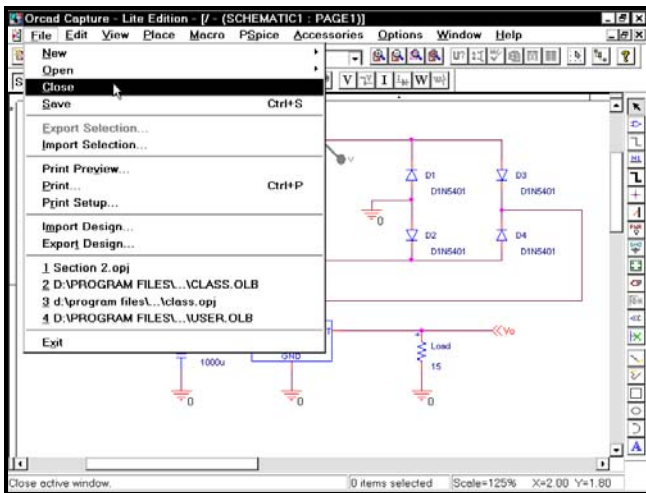 Orcad Capture - Lite Edition - [/ - (SCHEMATIC1 : PAGE1)]
File Edit View Place Macro PSpice Accessories Options Window Help
New
Open
Close
Save Ctrl+S
Export Selection...
Import Selection...
Print Preview...
Print... Ctrl+P
Print Setup...
Import Design...
Export Design...
1 Section 2.opj
2 D:\PROGRAM FILES\...\CLASS.OLB
3 d:\program files\...\class.opj
4 D:\PROGRAM FILES\...\USER.OLB
Exit
V I W
V
D1
D1N5401
D3
D1N5401
0
D2
D1N5401
D4
D1N5401
Vo
Load
15
1000u
GND
0
0
0
Close active window.
0 items selected Scale=125% X=2.00 Y=1.80